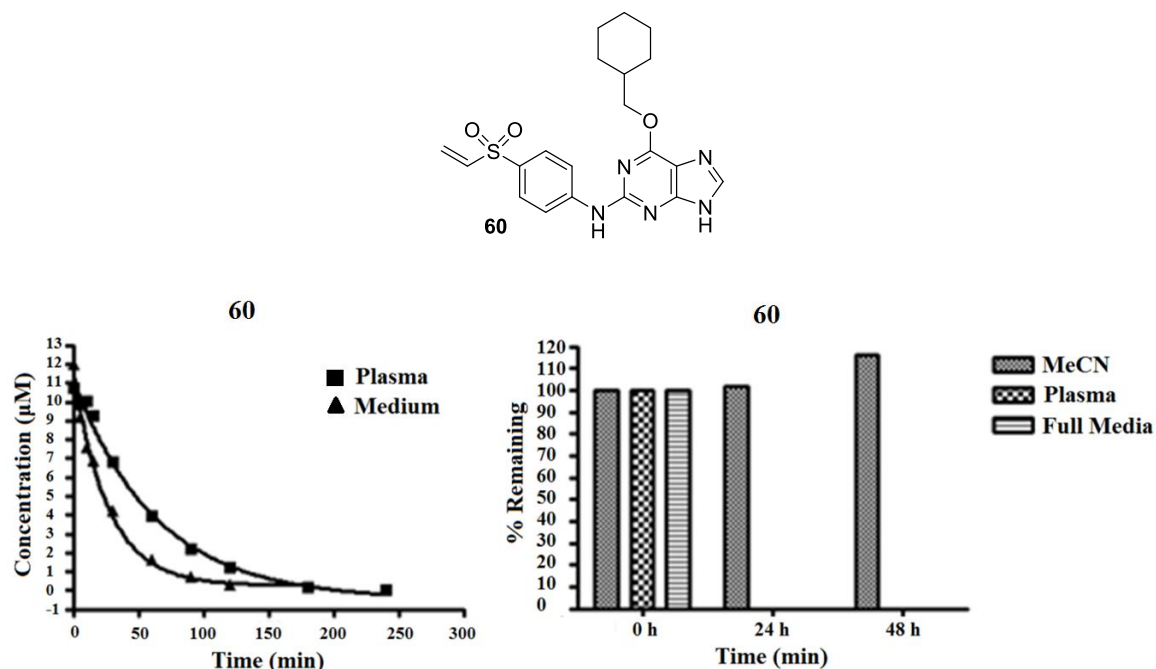 O
O O
S
N
N
N
N
N
H
N
H
60
60
Plasma
Medium
Concentration (µM)
13
12
11
10
9
8
7
6
5
4
3
2
1
0
-1
0 50 100 150 200 250 300
Time (min)
60
MeCN
Plasma
Full Media
% Remaining
120
110
100
90
80
70
60
50
40
30
20
10
0
0 h 24 h 48 h
Time (min)